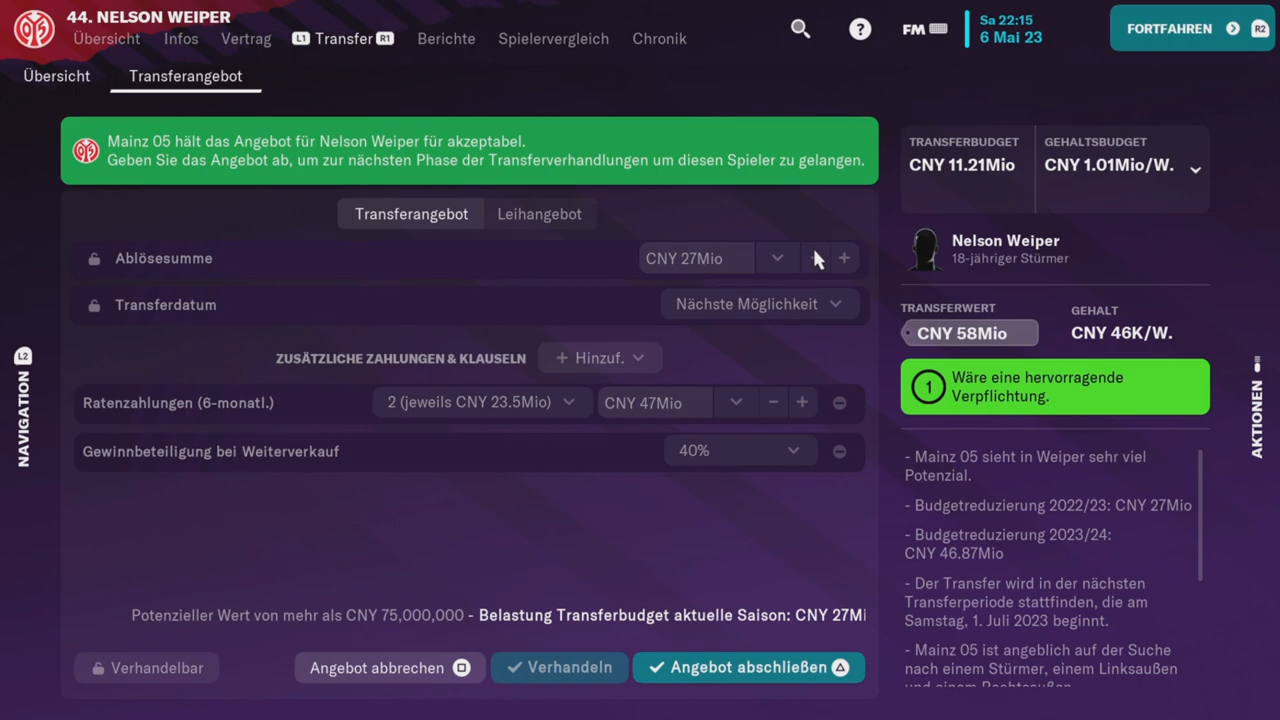 44. NELSON WEIPER
Übersicht Infos Vertrag L1 Transfer R1 Berichte Spielervergleich Chronik
FM
Sa 22:15
6 Mai 23
FORTFAHREN R2
Übersicht Transferangebot
Mainz 05 hält das Angebot für Nelson Weiper für akzeptabel.
Geben Sie das Angebot ab, um zur nächsten Phase der Transferverhandlungen um diesen Spieler zu gelangen.
Transferangebot Leihangebot
Ablösesumme CNY 27Mio
Transferdatum Nächste Möglichkeit
ZUSÄTZLICHE ZAHLUNGEN & KLAUSELN + Hinzuf.
Ratenzahlungen (6-monatl.) 2 (jeweils CNY 23.5Mio) CNY 47Mio
Gewinnbeteiligung bei Weiterverkauf 40%
Potenzieller Wert von mehr als CNY 75,000,000 - Belastung Transferbudget aktuelle Saison: CNY 27Mi
Verhandelbar Angebot abbrechen Verhandeln Angebot abschließen
TRANSFERBUDGET GEHALTSBUDGET
CNY 11.21Mio CNY 1.01Mio/W.
Nelson Weiper
18-jähriger Stürmer
TRANSFERWERT GEHALT
CNY 58Mio CNY 46K/W.
1 Wäre eine hervorragende
Verpflichtung.
- Mainz 05 sieht in Weiper sehr viel
Potenzial.
- Budgetreduzierung 2022/23: CNY 27Mio
- Budgetreduzierung 2023/24:
CNY 46.87Mio
- Der Transfer wird in der nächsten
Transferperiode stattfinden, die am
Samstag, 1. Juli 2023 beginnt.
- Mainz 05 ist angeblich auf der Suche
nach einem Stürmer, einem Linksaußen
und einem Rechtsaußen
L2
NAVIGATION
AKTIONEN